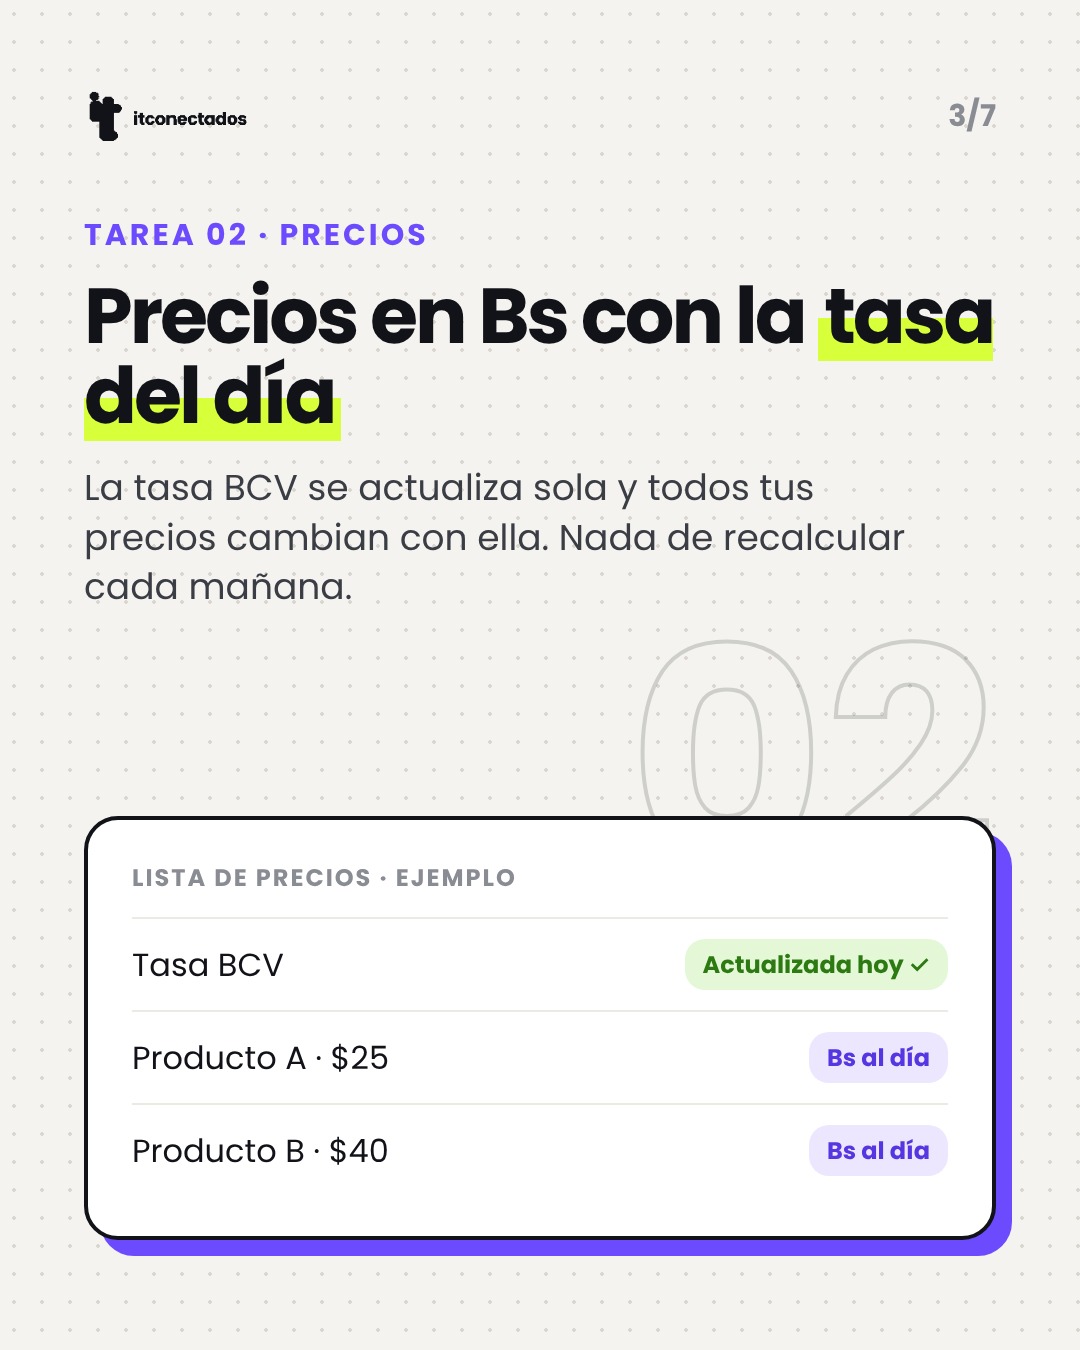 itconectados
3/7
TAREA 02 · PRECIOS
Precios en Bs con la tasa
del día
La tasa BCV se actualiza sola y todos tus
precios cambian con ella. Nada de recalcular
cada mañana.
02
LISTA DE PRECIOS · EJEMPLO
Tasa BCV
Actualizada hoy ✓
Producto A · $25
Bs al día
Producto B · $40
Bs al día